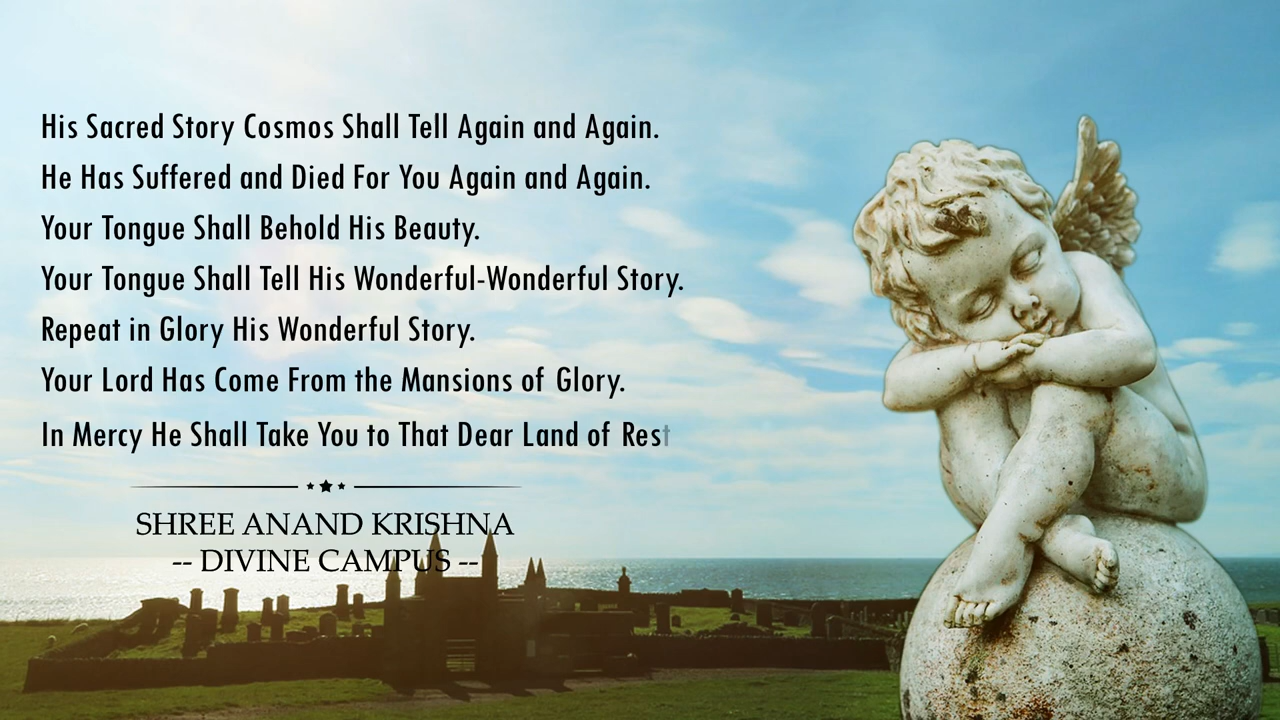 His Sacred Story Cosmos Shall Tell Again and Again.
He Has Suffered and Died For You Again and Again.
Your Tongue Shall Behold His Beauty.
Your Tongue Shall Tell His Wonderful-Wonderful Story.
Repeat in Glory His Wonderful Story.
Your Lord Has Come From the Mansions of Glory.
In Mercy He Shall Take You to That Dear Land of Rest
SHREE ANAND KRISHNA
-- DIVINE CAMPUS --